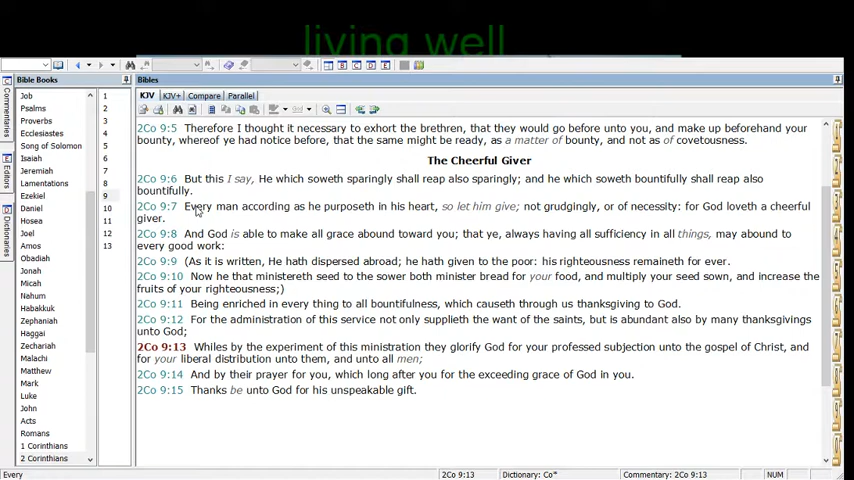 living well
Bible Books
Bibles
Commentaries
Editors
Dictionaries
Job
Psalms
Proverbs
Ecclesiastes
Song of Solomon
Isaiah
Jeremiah
Lamentations
Ezekiel
Daniel
Hosea
Joel
Amos
Obadiah
Jonah
Micah
Nahum
Habakkuk
Zephaniah
Haggai
Zechariah
Malachi
Matthew
Mark
Luke
John
Acts
Romans
1 Corinthians
2 Corinthians
1
2
3
4
5
6
7
8
9
10
11
12
13
KJV KJV+ Compare Parallel
2Co 9:5 Therefore I thought it necessary to exhort the brethren, that they would go before unto you, and make up beforehand your
bounty, whereof ye had notice before, that the same might be ready, as a matter of bounty, and not as of covetousness.
The Cheerful Giver
2Co 9:6 But this I say, He which soweth sparingly shall reap also sparingly; and he which soweth bountifully shall reap also
bountifully.
2Co 9:7 Every man according as he purposeth in his heart, so let him give; not grudgingly, or of necessity: for God loveth a cheerful
giver.
2Co 9:8 And God is able to make all grace abound toward you; that ye, always having all sufficiency in all things, may abound to
every good work:
2Co 9:9 (As it is written, He hath dispersed abroad; he hath given to the poor: his righteousness remaineth for ever.
2Co 9:10 Now he that ministereth seed to the sower both minister bread for your food, and multiply your seed sown, and increase the
fruits of your righteousness;)
2Co 9:11 Being enriched in every thing to all bountifulness, which causeth through us thanksgiving to God.
2Co 9:12 For the administration of this service not only supplieth the want of the saints, but is abundant also by many thanksgivings
unto God;
2Co 9:13 Whiles by the experiment of this ministration they glorify God for your professed subjection unto the gospel of Christ, and
for your liberal distribution unto them, and unto all men;
2Co 9:14 And by their prayer for you, which long after you for the exceeding grace of God in you.
2Co 9:15 Thanks be unto God for his unspeakable gift.
Every
2Co 9:13
Dictionary: Co*
Commentary: 2Co 9:13
NUM